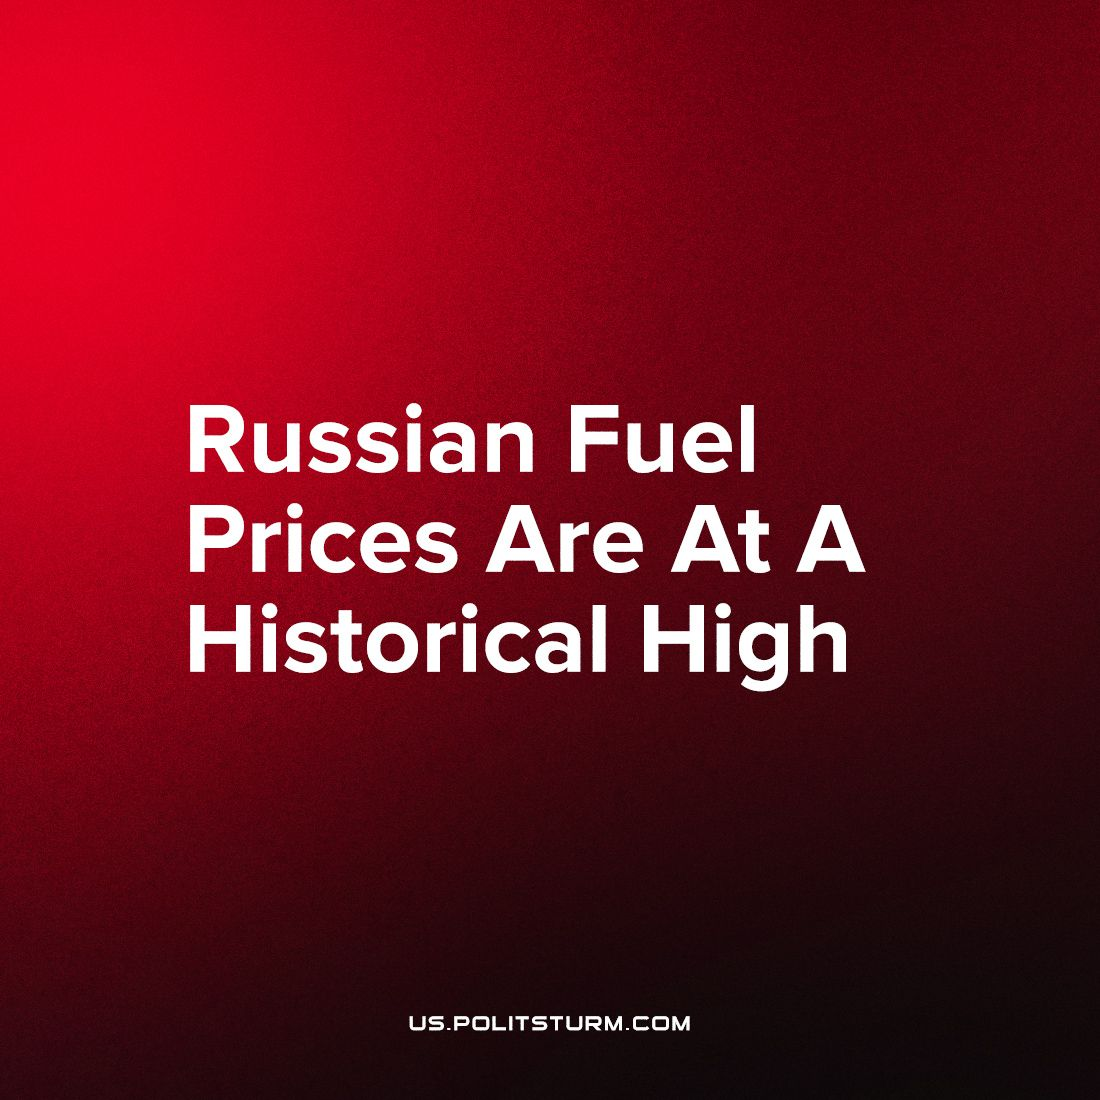 Russian Fuel
Prices Are At A
Historical High
US.POLITSTURM.COM